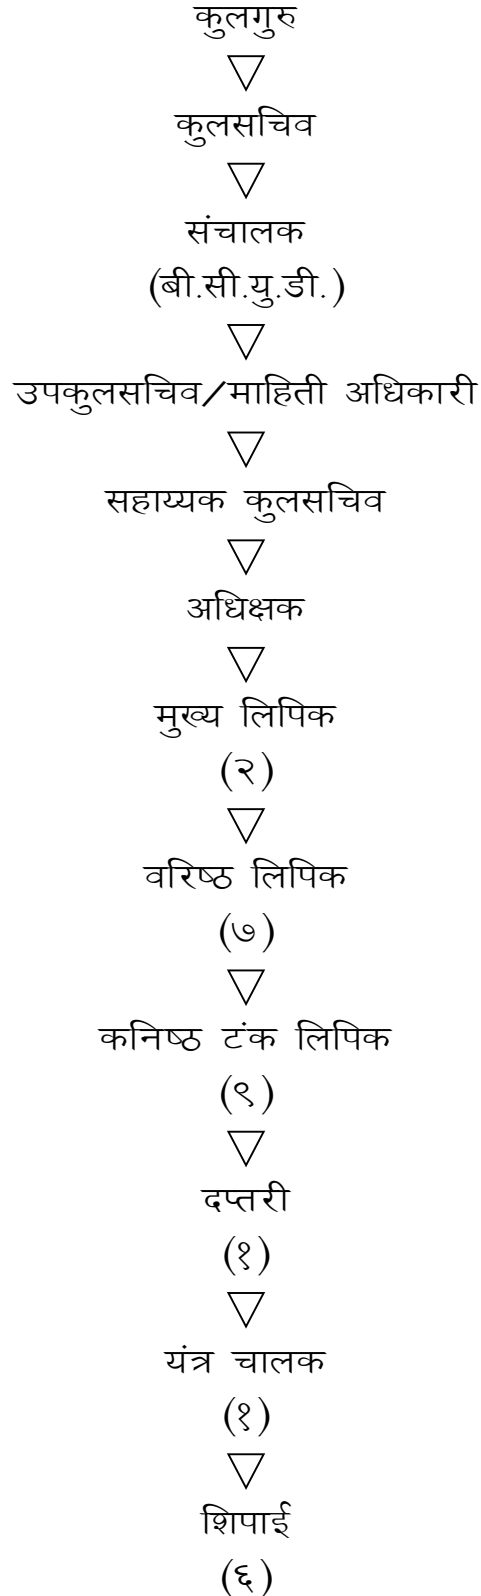 कुलगुरु
कुलसचिव
संचालक
(बी.सी.यु.डी.)
उपकुलसचिव/माहिती अधिकारी
सहाय्यक कुलसचिव
अधिक्षक
मुख्य लिपिक
(२)
वरिष्ठ लिपिक
(७)
कनिष्ठ टंक लिपिक
(९)
दप्तरी
(१)
यंत्र चालक
(१)
शिपाई
(६)